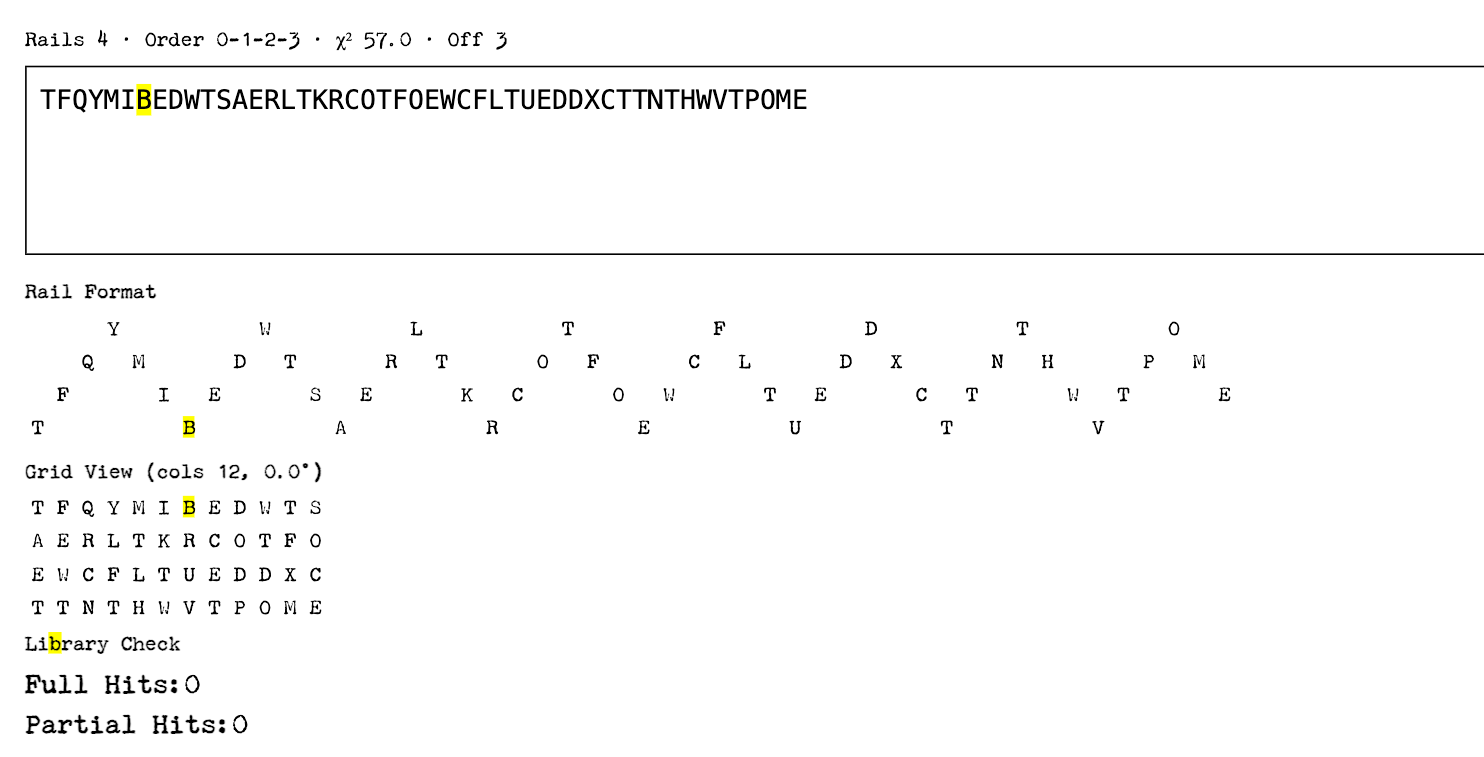 Rails 4 · Order 0-1-2-3 · χ² 57.0 · Off 3
TFQYMIBEDWTSAERLTKRCOTFOEWCFLTUEDDXCTTNTHWVTPOME
Rail Format
Y W L T F D T O
Q M D T R T O F C L D X N H P M
F I E S E K C O W T E C T W T E
T B A R E U T V
Grid View (cols 12, 0.0°)
T F Q Y M I B E D W T S
A E R L T K R C O T F O
E W C F L T U E D D X C
T T N T H W V T P O M E
Library Check
Full Hits:0
Partial Hits:0